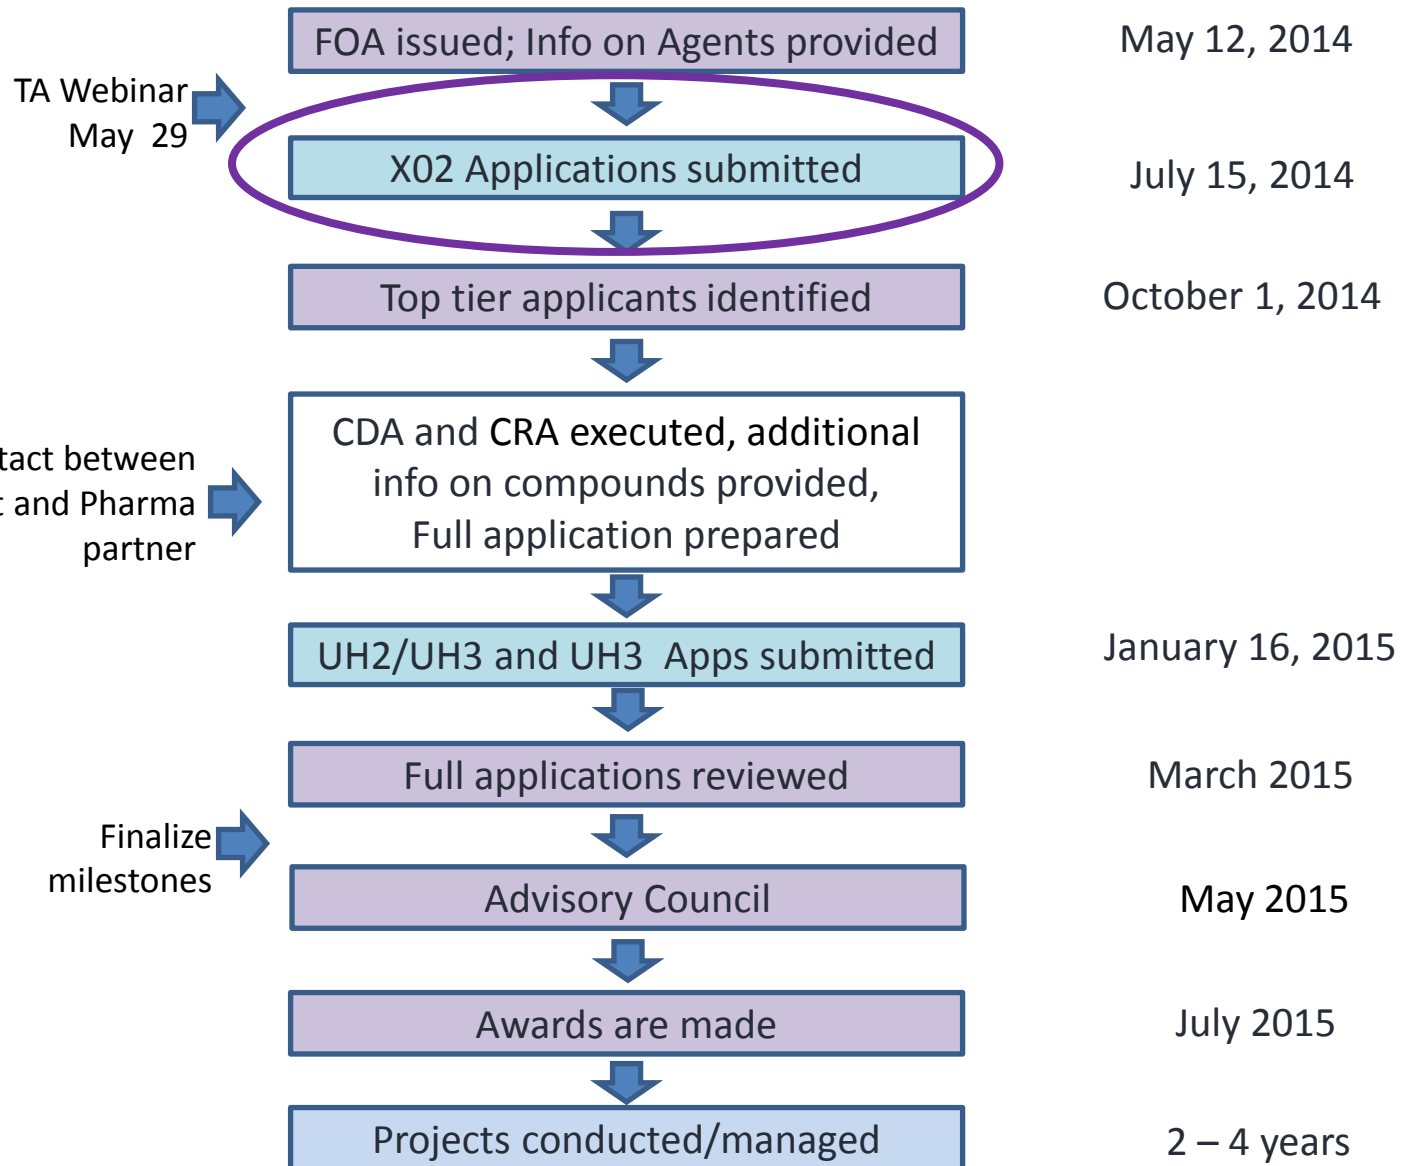 FOA issued; Info on Agents provided
May 12, 2014
TA Webinar
May 29
X02 Applications submitted
July 15, 2014
Top tier applicants identified
October 1, 2014
between
and Pharma
partner
CDA and CRA executed, additional
info on compounds provided,
Full application prepared
UH2/UH3 and UH3 Apps submitted
January 16, 2015
Full applications reviewed
March 2015
Finalize
milestones
Advisory Council
May 2015
Awards are made
July 2015
Projects conducted/managed
2 – 4 years